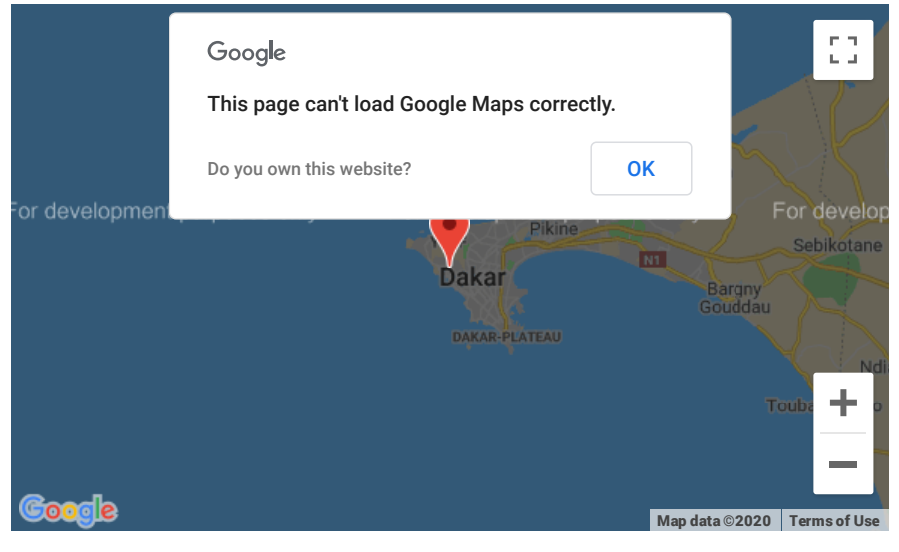 Google
This page can't load Google Maps correctly.
Do you own this website?
OK
For development
For develop
Pikine
Sebikotane
N1
Dakar
Bargny
Gouddau
DAKAR-PLATEAU
Ndi
Touba
o
Google
Map data ©2020
Terms of Use